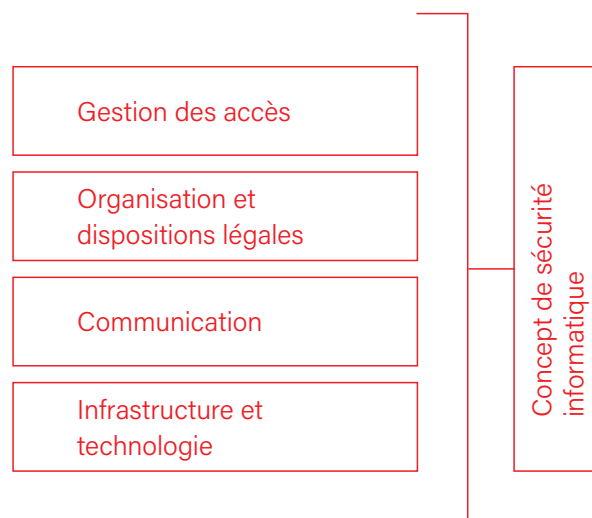 Gestion des accès
Organisation et
dispositions légales
Communication
Infrastructure et
technologie
Concept de sécurité
informatique